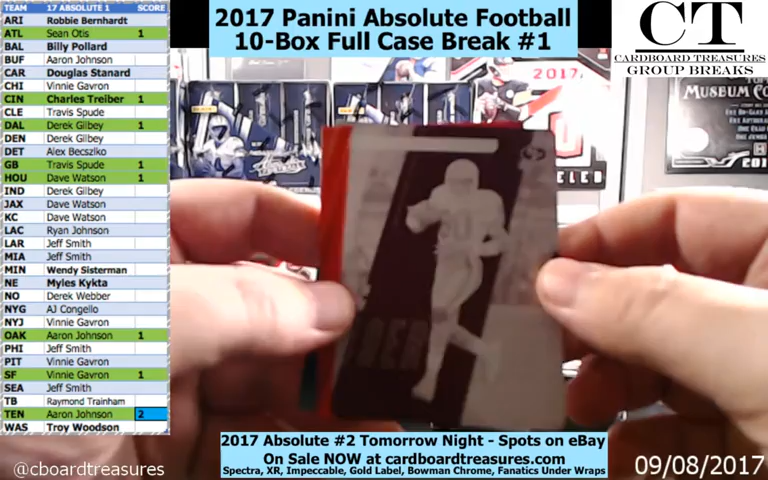 TEAM 17 ABSOLUTE 1 SCORE
ARI Robbie Bernhardt
ATL Sean Otis 1
BAL Billy Pollard
BUF Aaron Johnson
CAR Douglas Stanard
CHI Vinnie Gavron
CIN Charles Treiber 1
CLE Travis Spude
DAL Derek Gilbey 1
DEN Derek Gilbey
DET Alex Becszlko
GB Travis Spude 1
HOU Dave Watson 1
IND Derek Gilbey
JAX Dave Watson
KC Dave Watson
LAC Ryan Johnson
LAR Jeff Smith
MIA Jeff Smith
MIN Wendy Sisterman
NE Myles Kykta
NO Derek Webber
NYG AJ Congello
NYJ Vinnie Gavron
OAK Aaron Johnson 1
PHI Jeff Smith
PIT Vinnie Gavron
SF Vinnie Gavron 1
SEA Jeff Smith
TB Raymond Trainham
TEN Aaron Johnson 2
WAS Troy Woodson
2017 Panini Absolute Football
10-Box Full Case Break #1
CT
CARDBOARD TREASURES
GROUP BREAKS
2017
MUSEUM CO
2017 Absolute #2 Tomorrow Night - Spots on eBay
On Sale NOW at cardboardtreasures.com
Spectra, XR, Impeccable, Gold Label, Bowman Chrome, Fanatics Under Wraps
@cboardtreasures
09/08/2017